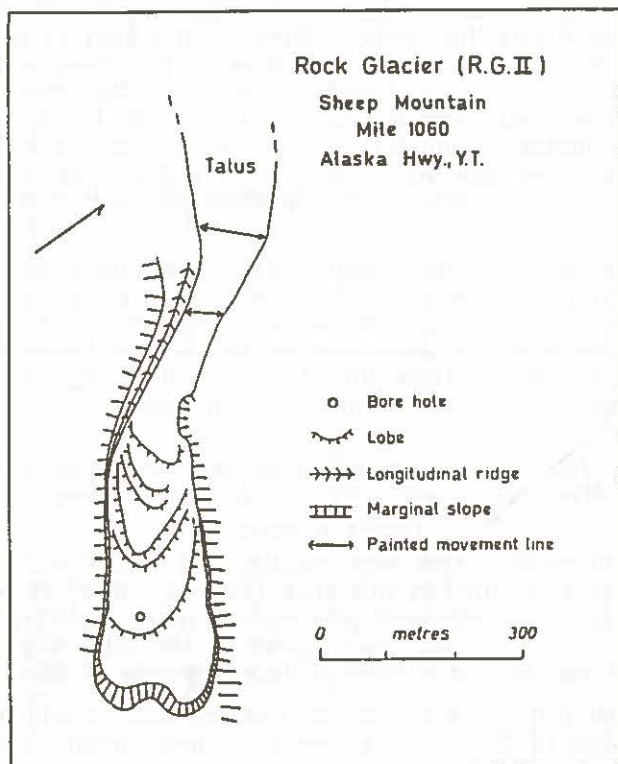 Rock Glacier (R.G.II)
Sheep Mountain
Mile 1060
Alaska Hwy., Y.T.
Talus
Bore hole
Lobe
Longitudinal ridge
Marginal slope
Painted movement line
0 metres 300